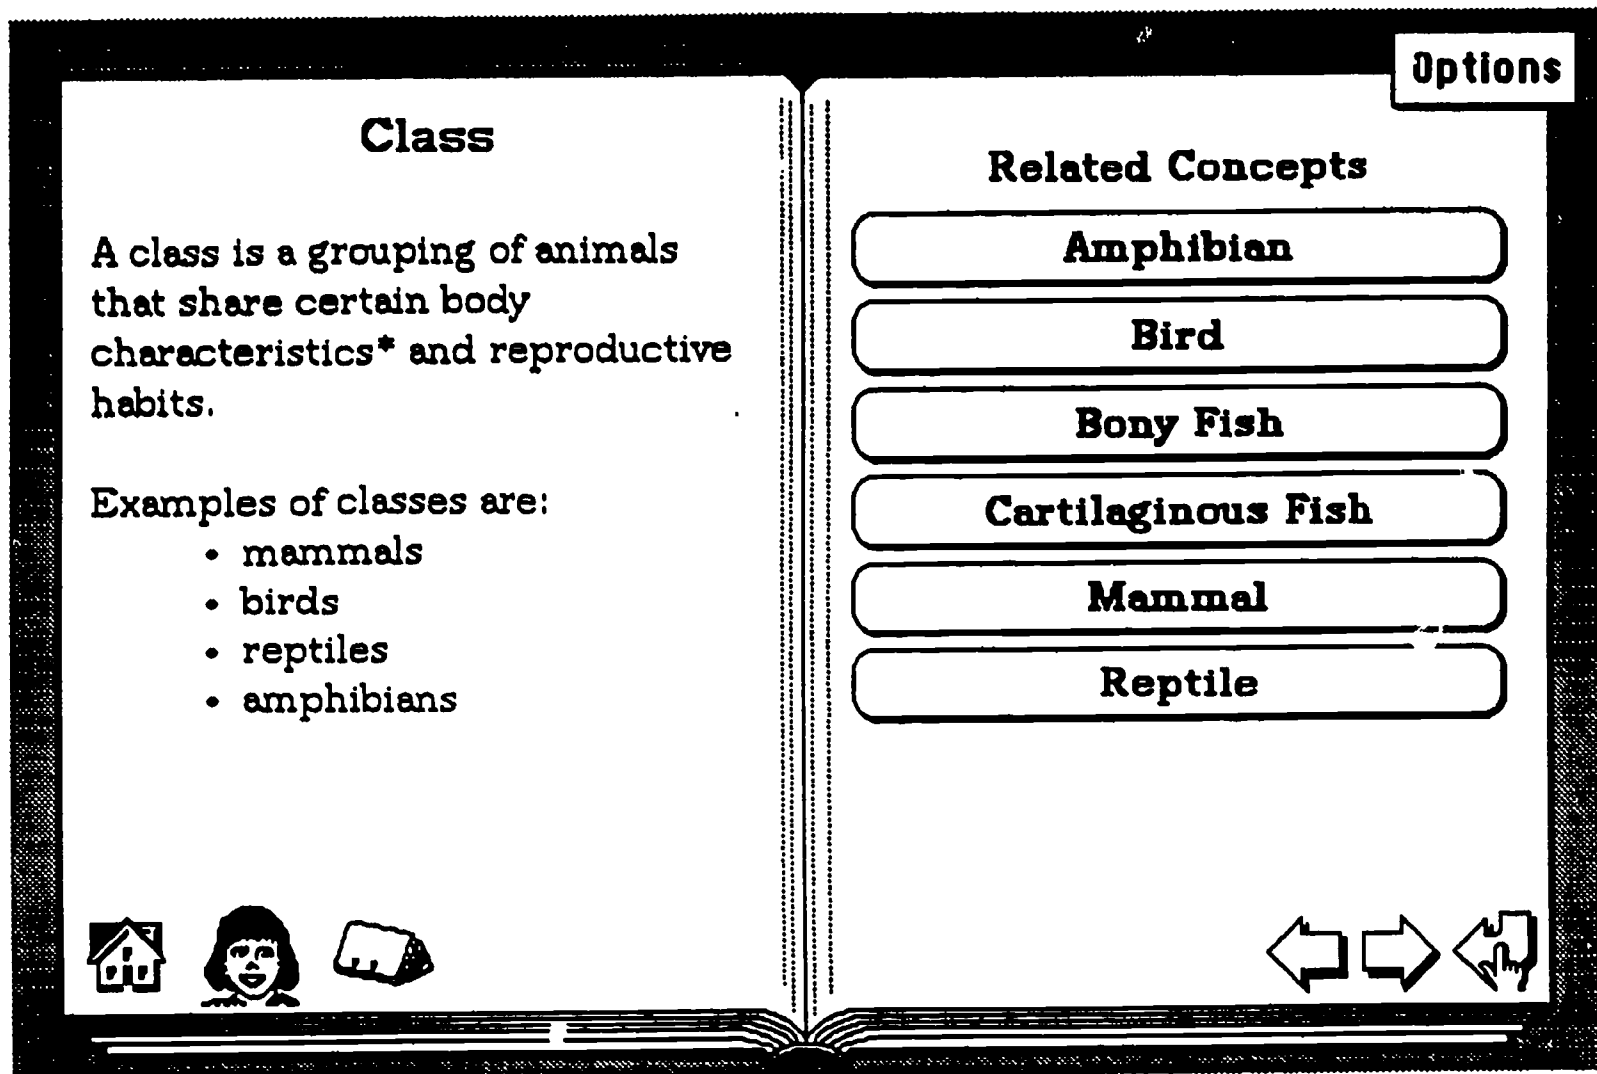 Options
Class
A class is a grouping of animals
that share certain body
characteristics* and reproductive
habits.
Examples of classes are:
• mammals
• birds
• reptiles
• amphibians
Related Concepts
Amphibian
Bird
Bony Fish
Cartilaginous Fish
Mammal
Reptile